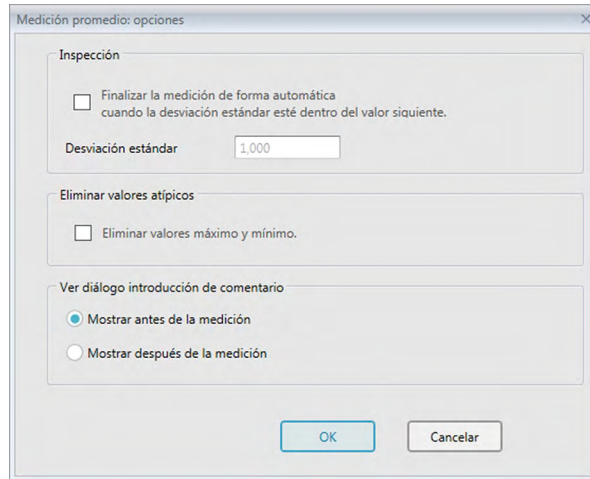 Medición promedio: opciones
Inspección
Finalizar la medición de forma automática
cuando la desviación estándar esté dentro del valor siguiente.
Desviación estándar
1,000
Eliminar valores atípicos
Eliminar valores máximo y mínimo.
Ver diálogo introducción de comentario
Mostrar antes de la medición
Mostrar después de la medición
OK
Cancelar